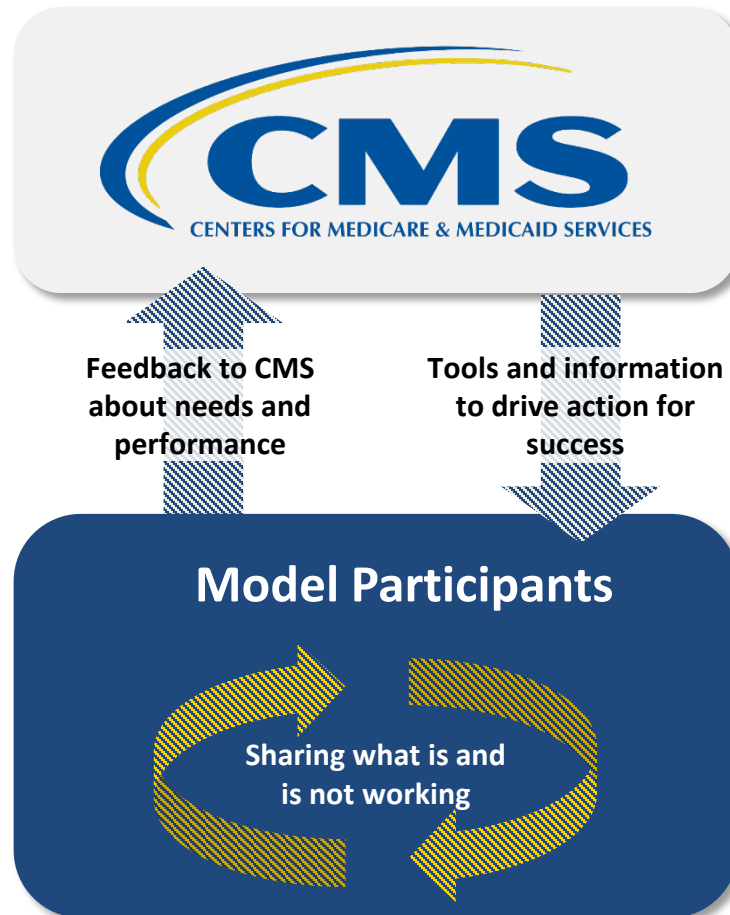 CMS
CENTERS FOR MEDICARE & MEDICAID SERVICES
Feedback to CMS
about needs and
performance
Tools and information
to drive action for
success
Model Participants
Sharing what is and
is not working